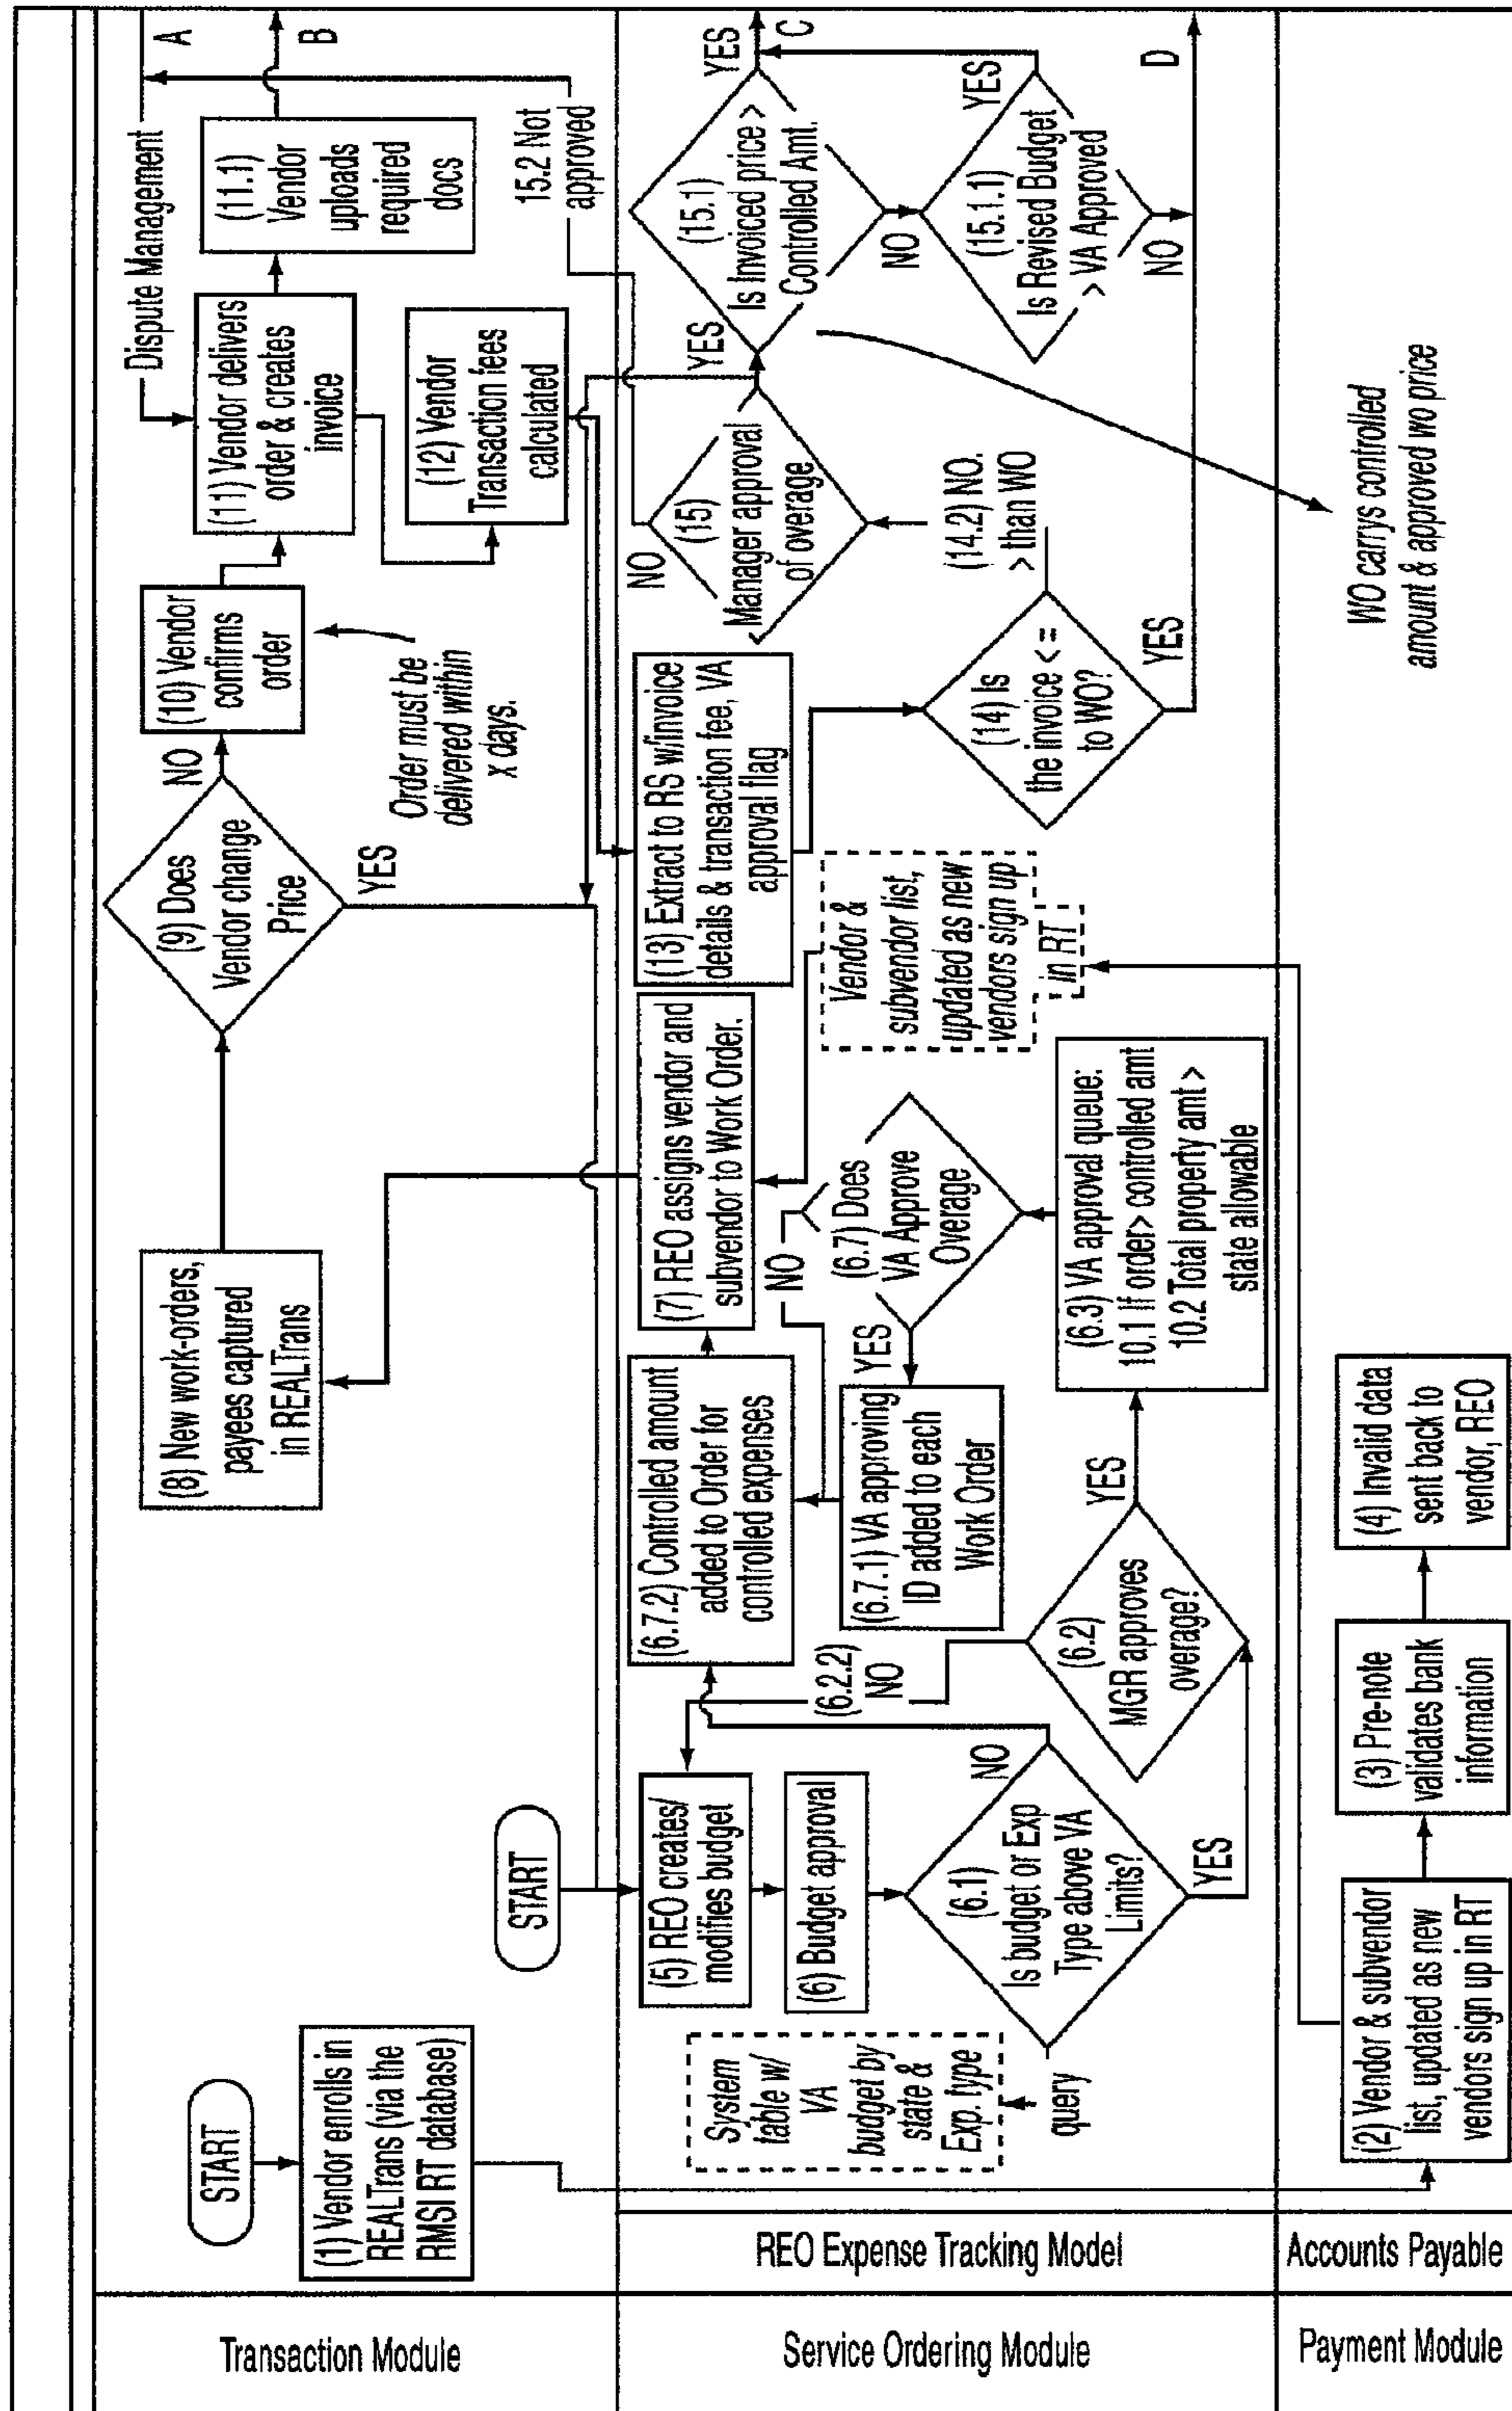 Transaction Module
START
(1) Vendor enrolls in
REALTrans (via the
RMSI RT database)
(8) New work-orders,
payees captured
in REALTrans
(9) Does
Vendor change
Price
NO
YES
(10) Vendor
confirms
order
Order must be
delivered within
x days.
Dispute Management
(11) Vendor delivers
order & creates
invoice
(11.1)
Vendor
uploads
required
docs
(12) Vendor
Transaction fees
calculated
A
B
15.2 Not
approved
START
Service Ordering Module
REO Expense Tracking Model
(5) REO creates/
modifies budget
(6) Budget approval
System
table w/
VA
budget by
state &
Exp. type
query
(6.1)
Is budget or Exp
Type above VA
Limits?
NO
YES
(6.2.2)
NO
(6.2)
MGR approves
overage?
YES
(6.7.2) Controlled amount
added to Order for
controlled expenses
(6.7.1) VA approving
ID added to each
Work Order
YES
NO
(6.7) Does
VA Approve
Overage
(6.3) VA approval queue:
10.1 If order> controlled amt
10.2 Total property amt >
state allowable
(7) REO assigns vendor and
subvendor to Work Order.
Vendor &
subvendor list,
updated as new
vendors sign up
in RT
(13) Extract to RS w/invoice
details & transaction fee, VA
approval flag
(14) Is
the invoice < =
to WO?
YES
(14.2) NO.
> than WO
(15)
Manager approval
of overage
NO
YES
(15.1)
Is Invoiced price >
Controlled Amt.
YES
C
NO
(15.1.1)
Is Revised Budget
> VA Approved
YES
NO
D
Payment Module
Accounts Payable
(2) Vendor & subvendor
list, updated as new
vendors sign up in RT
(3) Pre-note
validates bank
information
(4) Invalid data
sent back to
vendor, REO
WO carrys controlled
amount & approved wo price